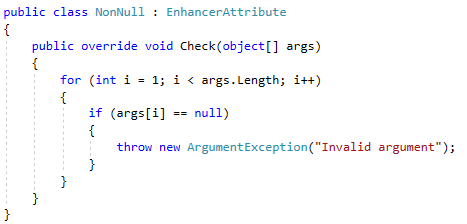 public class NonNull : EnhancerAttribute
{
    public override void Check(object[] args)
    {
        for (int i = 1; i < args.Length; i++)
        {
            if (args[i] == null)
            {
                throw new ArgumentException("Invalid argument");
            }
        }
    }
}